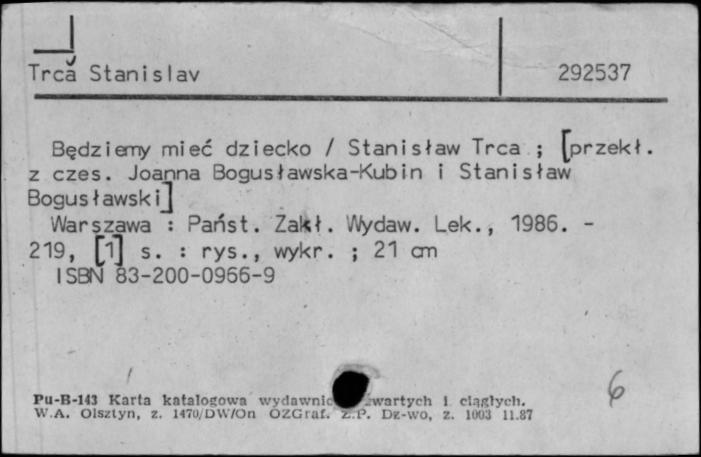 Trčá Stanislav 292537
Będziemy mieć dziecko / Stanisław Trca ; [przekł.
z czes. Joanna Bogusławska-Kubin i Stanisław
Bogusławski]
Warszawa : Państ. Zakł. Wydaw. Lek., 1986. -
219, [1] s. : rys., wykr. ; 21 cm
ISBN 83-200-0966-9
Pu-B-143 Karta katalogowa wydawnic wartych i ciągłych.
W.A. Olsztyn, z. 1470/DW/On OZGraf. Z.P. Dz-wo, z. 1003 11.87
6